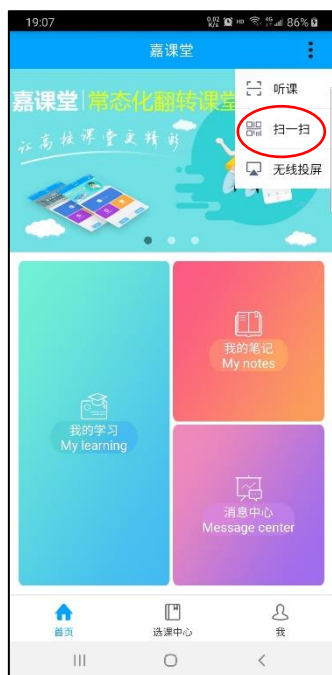 19:07
0.02 K/s HD 86%
嘉课堂
听课
嘉课堂 常态化翻转课堂
扫一扫
让高校课堂更精彩
无线投屏
我的笔记
My notes
我的学习
My learning
消息中心
Message center
首页
选课中心
我